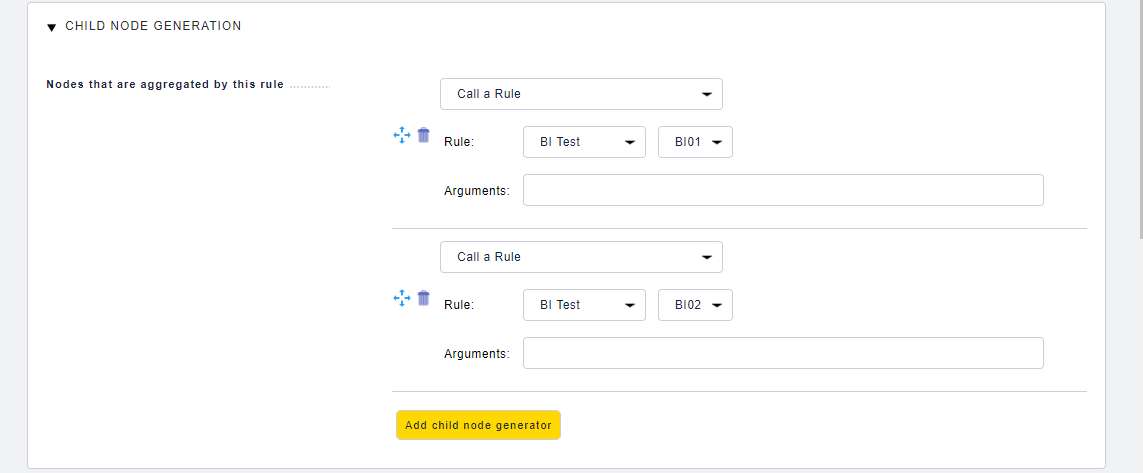 CHILD NODE GENERATION
Nodes that are aggregated by this rule
Call a Rule
Rule: BI Test BI01
Arguments:
Call a Rule
Rule: BI Test BI02
Arguments:
Add child node generator